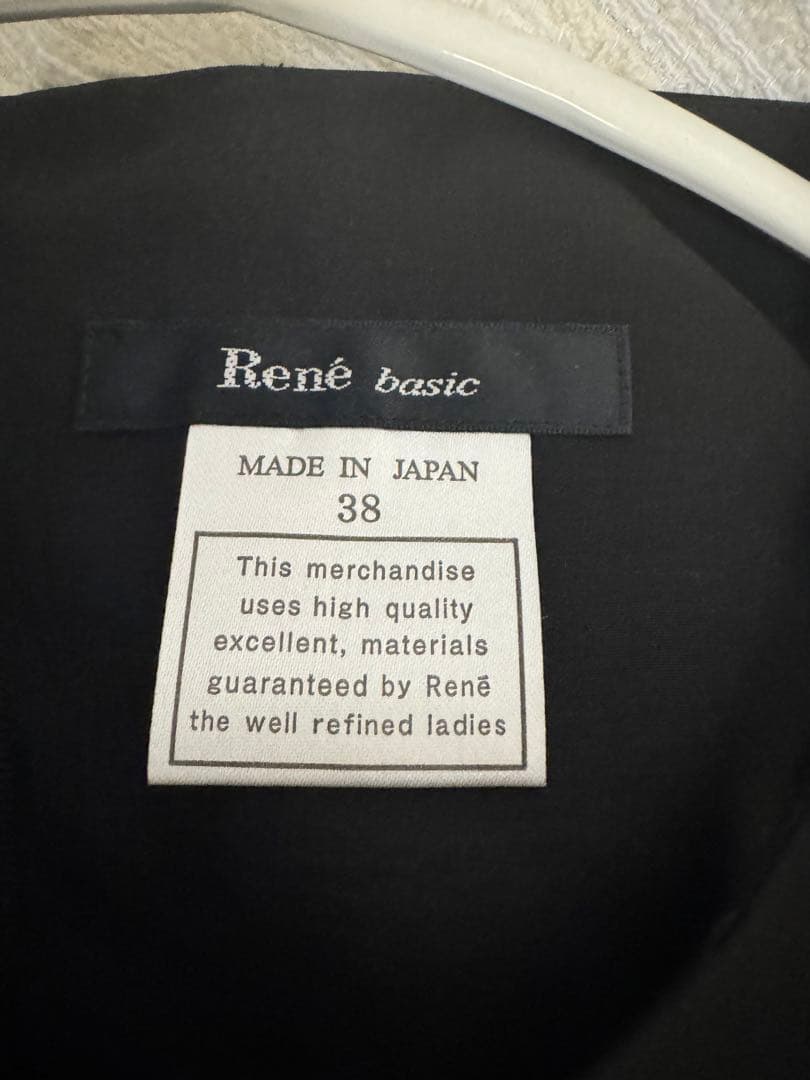 René basic
MADE IN JAPAN
38
This merchandise
uses high quality
excellent, materials
guaranteed by René
the well refined ladies